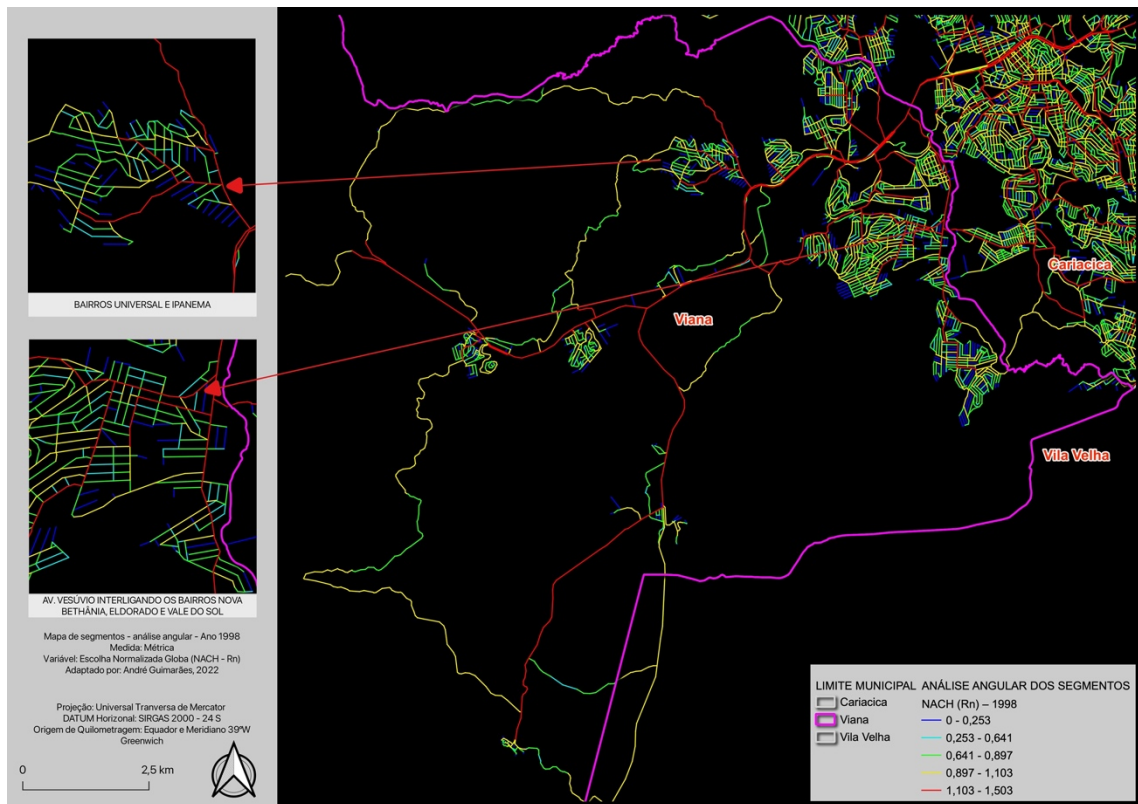 BAIRROS UNIVERSAL E IPANEMA
AV. VESÚVIO INTERLIGANDO OS BAIRROS NOVA
BETHÂNIA, ELDORADO E VALE DO SOL
Mapa de segmentos - análise angular - Ano 1998
Medida: Métrica
Variável: Escolha Normalizada Globa (NACH - Rn)
Adaptado por: André Guimarães, 2022
Projeção: Universal Tranversa de Mercator
DATUM Horizonal: SIRGAS 2000 - 24 S
Origem de Quilometragem: Equador e Meridiano 39ºW
Greenwich
0 2,5 km
Viana
Cariacica
Vila Velha
LIMITE MUNICIPAL
Cariacica
Viana
Vila Velha
ANÁLISE ANGULAR DOS SEGMENTOS
NACH (Rn) – 1998
0 - 0,253
0,253 - 0,641
0,641 - 0,897
0,897 - 1,103
1,103 - 1,503